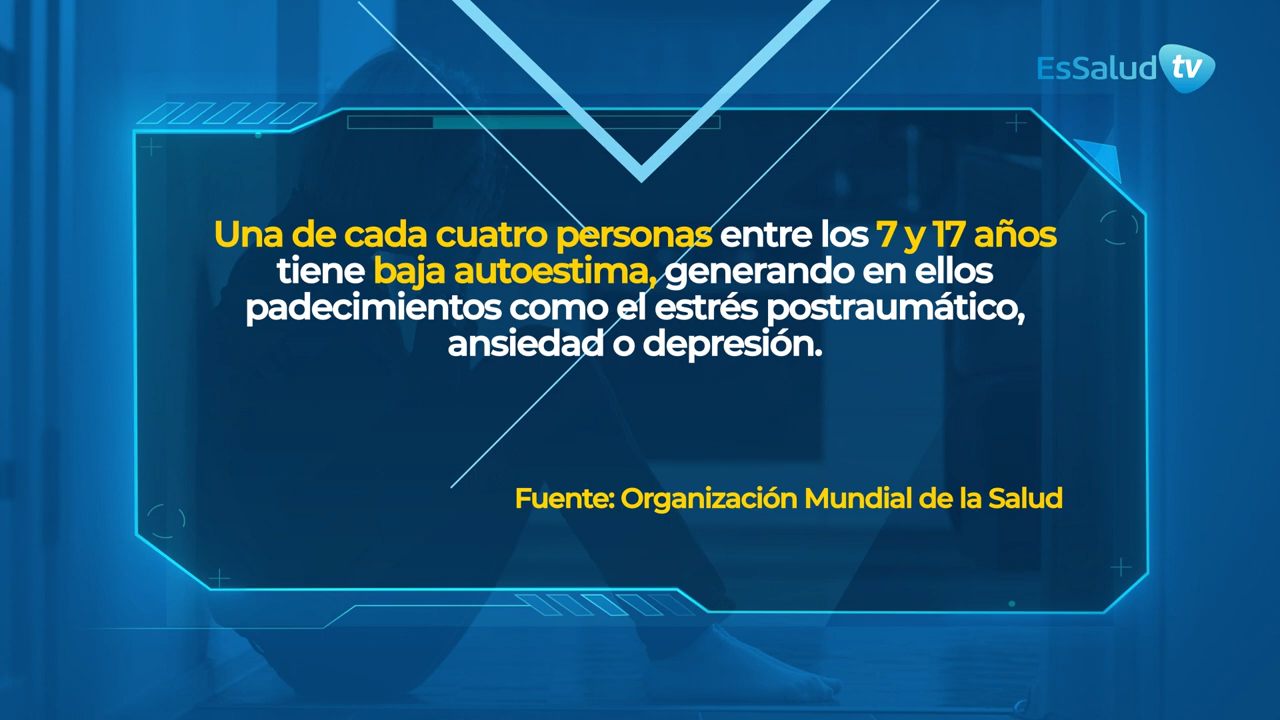 EsSalud tv
Una de cada cuatro personas entre los 7 y 17 años
tiene baja autoestima, generando en ellos
padecimientos como el estrés postraumático,
ansiedad o depresión.
Fuente: Organización Mundial de la Salud